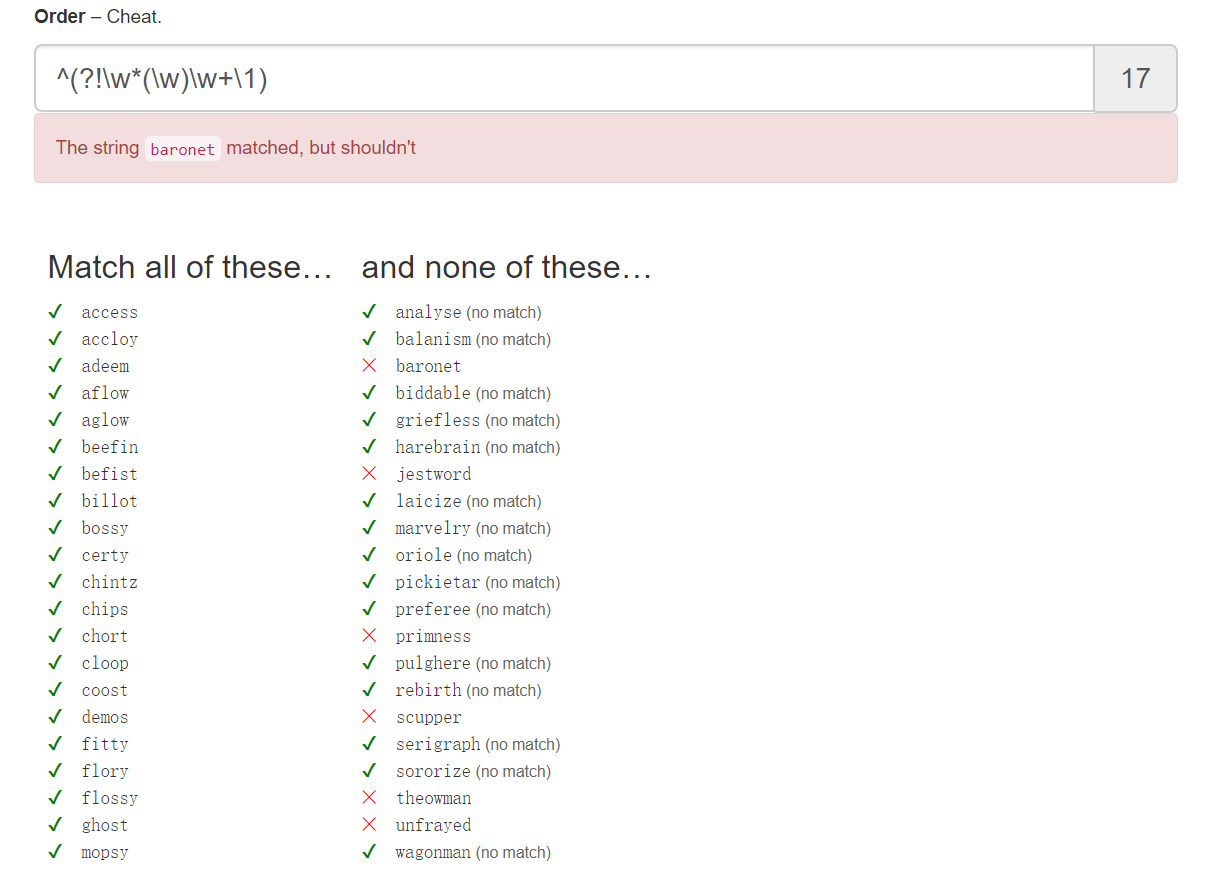 Order – Cheat.
^(?!\w*(\w)\w+\1)
17
The string baronet matched, but shouldn't
Match all of these… and none of these…
✓ access ✓ analyse (no match)
✓ accloy ✓ balanism (no match)
✓ adeem ✗ baronet
✓ aflow ✓ biddable (no match)
✓ aglow ✓ griefless (no match)
✓ beefin ✓ harebrain (no match)
✓ befist ✗ jestword
✓ billot ✓ laicize (no match)
✓ bossy ✓ marvelry (no match)
✓ certy ✓ oriole (no match)
✓ chintz ✓ pickietar (no match)
✓ chips ✓ preferee (no match)
✓ chort ✗ primness
✓ cloop ✓ pulghere (no match)
✓ coost ✓ rebirth (no match)
✓ demos ✗ scupper
✓ fitty ✓ serigraph (no match)
✓ flory ✓ sororize (no match)
✓ flossy ✗ theowman
✓ ghost ✗ unfrayed
✓ mopsy ✓ wagonman (no match)